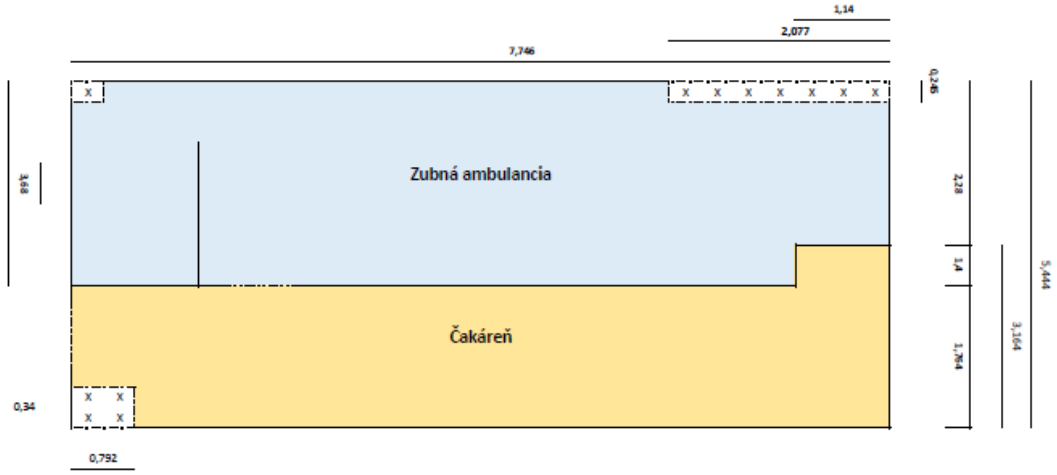 1,14
2,077
7,746
0,245
x
x x x x x x x
3,68
Zubná ambulancia
2,28
1,4
5,444
3,164
Čakáreň
1,764
x x
0,34
x x
0,792